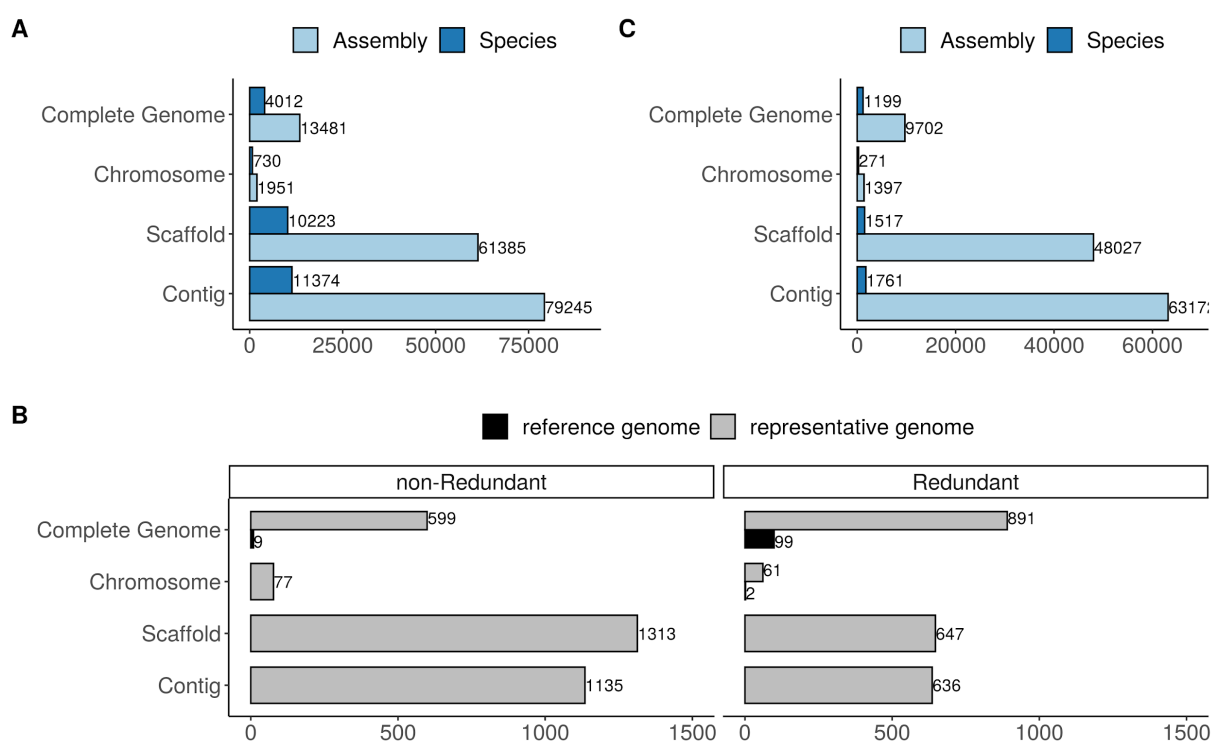 A
Assembly Species
Complete Genome
4012
13481
Chromosome
730
1951
Scaffold
10223
61385
Contig
11374
79245
0 25000 50000 75000
C
Assembly Species
Complete Genome
1199
9702
Chromosome
271
1397
Scaffold
1517
48027
Contig
1761
63172
0 20000 40000 60000
B
reference genome representative genome
non-Redundant
Complete Genome
599
9
Chromosome
77
Scaffold
1313
Contig
1135
0 500 1000 1500
Redundant
891
99
61
2
647
636
0 500 1000 1500